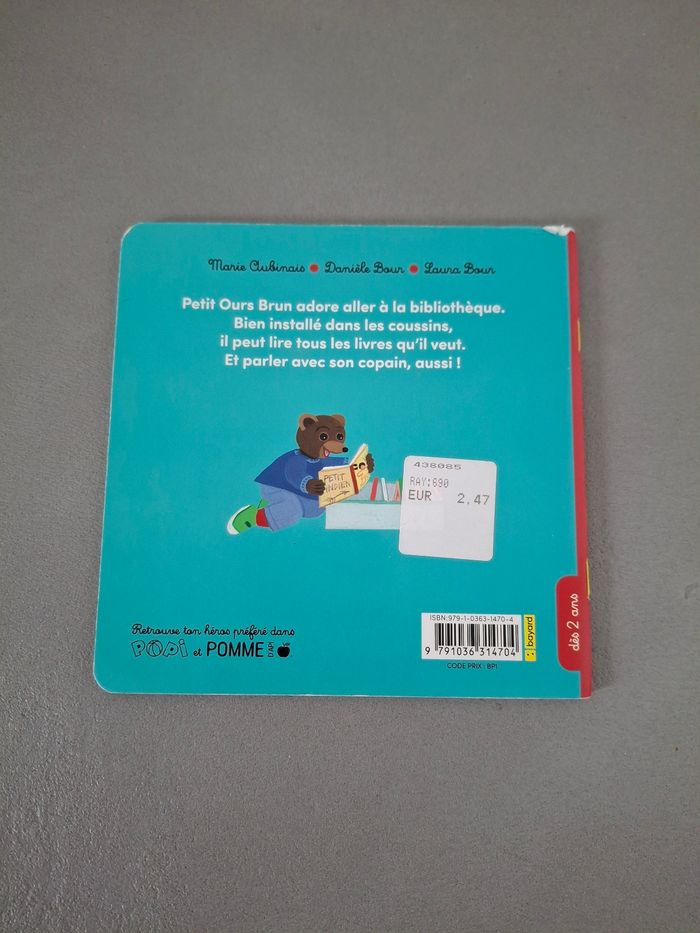 Marie Aubinais • Danièle Bour • Laura Bour
Petit Ours Brun adore aller à la bibliothèque.
Bien installé dans les coussins,
il peut lire tous les livres qu'il veut.
Et parler avec son copain, aussi !
PETIT
INDIEN
438085
RAY:690
EUR 2,47
dès 2 ans
Retrouve ton héros préféré dans
POPi et POMME D'API
ISBN:979-1-0363-1470-4
9 791036 314704
CODE PRIX : BP1
bayard